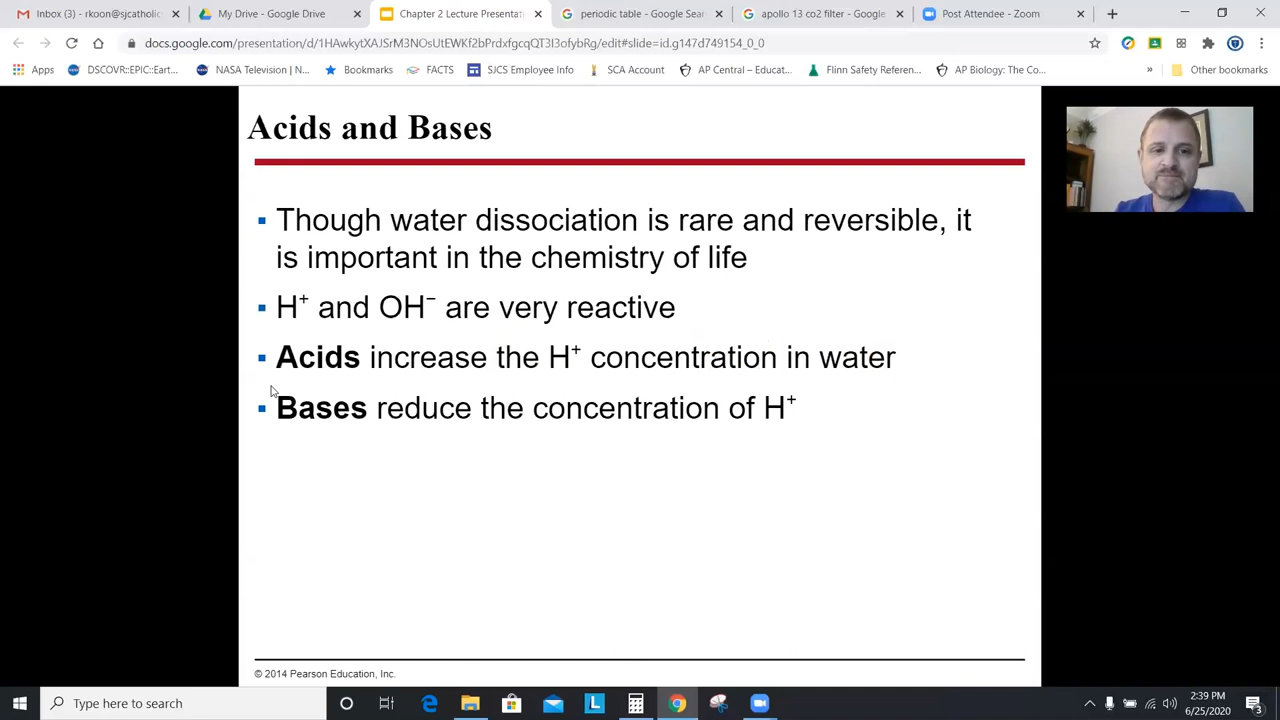 Inbox (3) - rkoon@sjcatholic
My Drive - Google Drive
Chapter 2 Lecture Presentati
periodic table - Google Sear
apollo 13 co2 filter - Google
Post Attendee - Zoom
docs.google.com/presentation/d/1HAwkytXAJSrM3NOsUtEWKf2bPrdxfgcqQT3I3ofybRg/edit#slide=id.g147d749154_0_0
Apps
DSCOVR::EPIC::Eart...
NASA Television | N...
Bookmarks
FACTS
SJCS Employee Info
SCA Account
AP Central – Educat...
Flinn Safety Referen...
AP Biology: The Co...
»
Other bookmarks
Acids and Bases
▪ Though water dissociation is rare and reversible, it
is important in the chemistry of life
▪ H⁺ and OH⁻ are very reactive
▪ Acids increase the H⁺ concentration in water
▪ Bases reduce the concentration of H⁺
© 2014 Pearson Education, Inc.
Type here to search
2:39 PM
6/25/2020
3